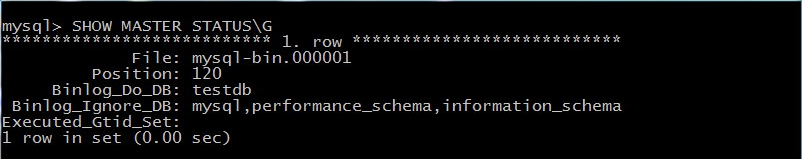 mysql> SHOW MASTER STATUS\G
*************************** 1. row ***************************
File: mysql-bin.000001
Position: 120
Binlog_Do_DB: testdb
Binlog_Ignore_DB: mysql,performance_schema,information_schema
Executed_Gtid_Set:
1 row in set (0.00 sec)